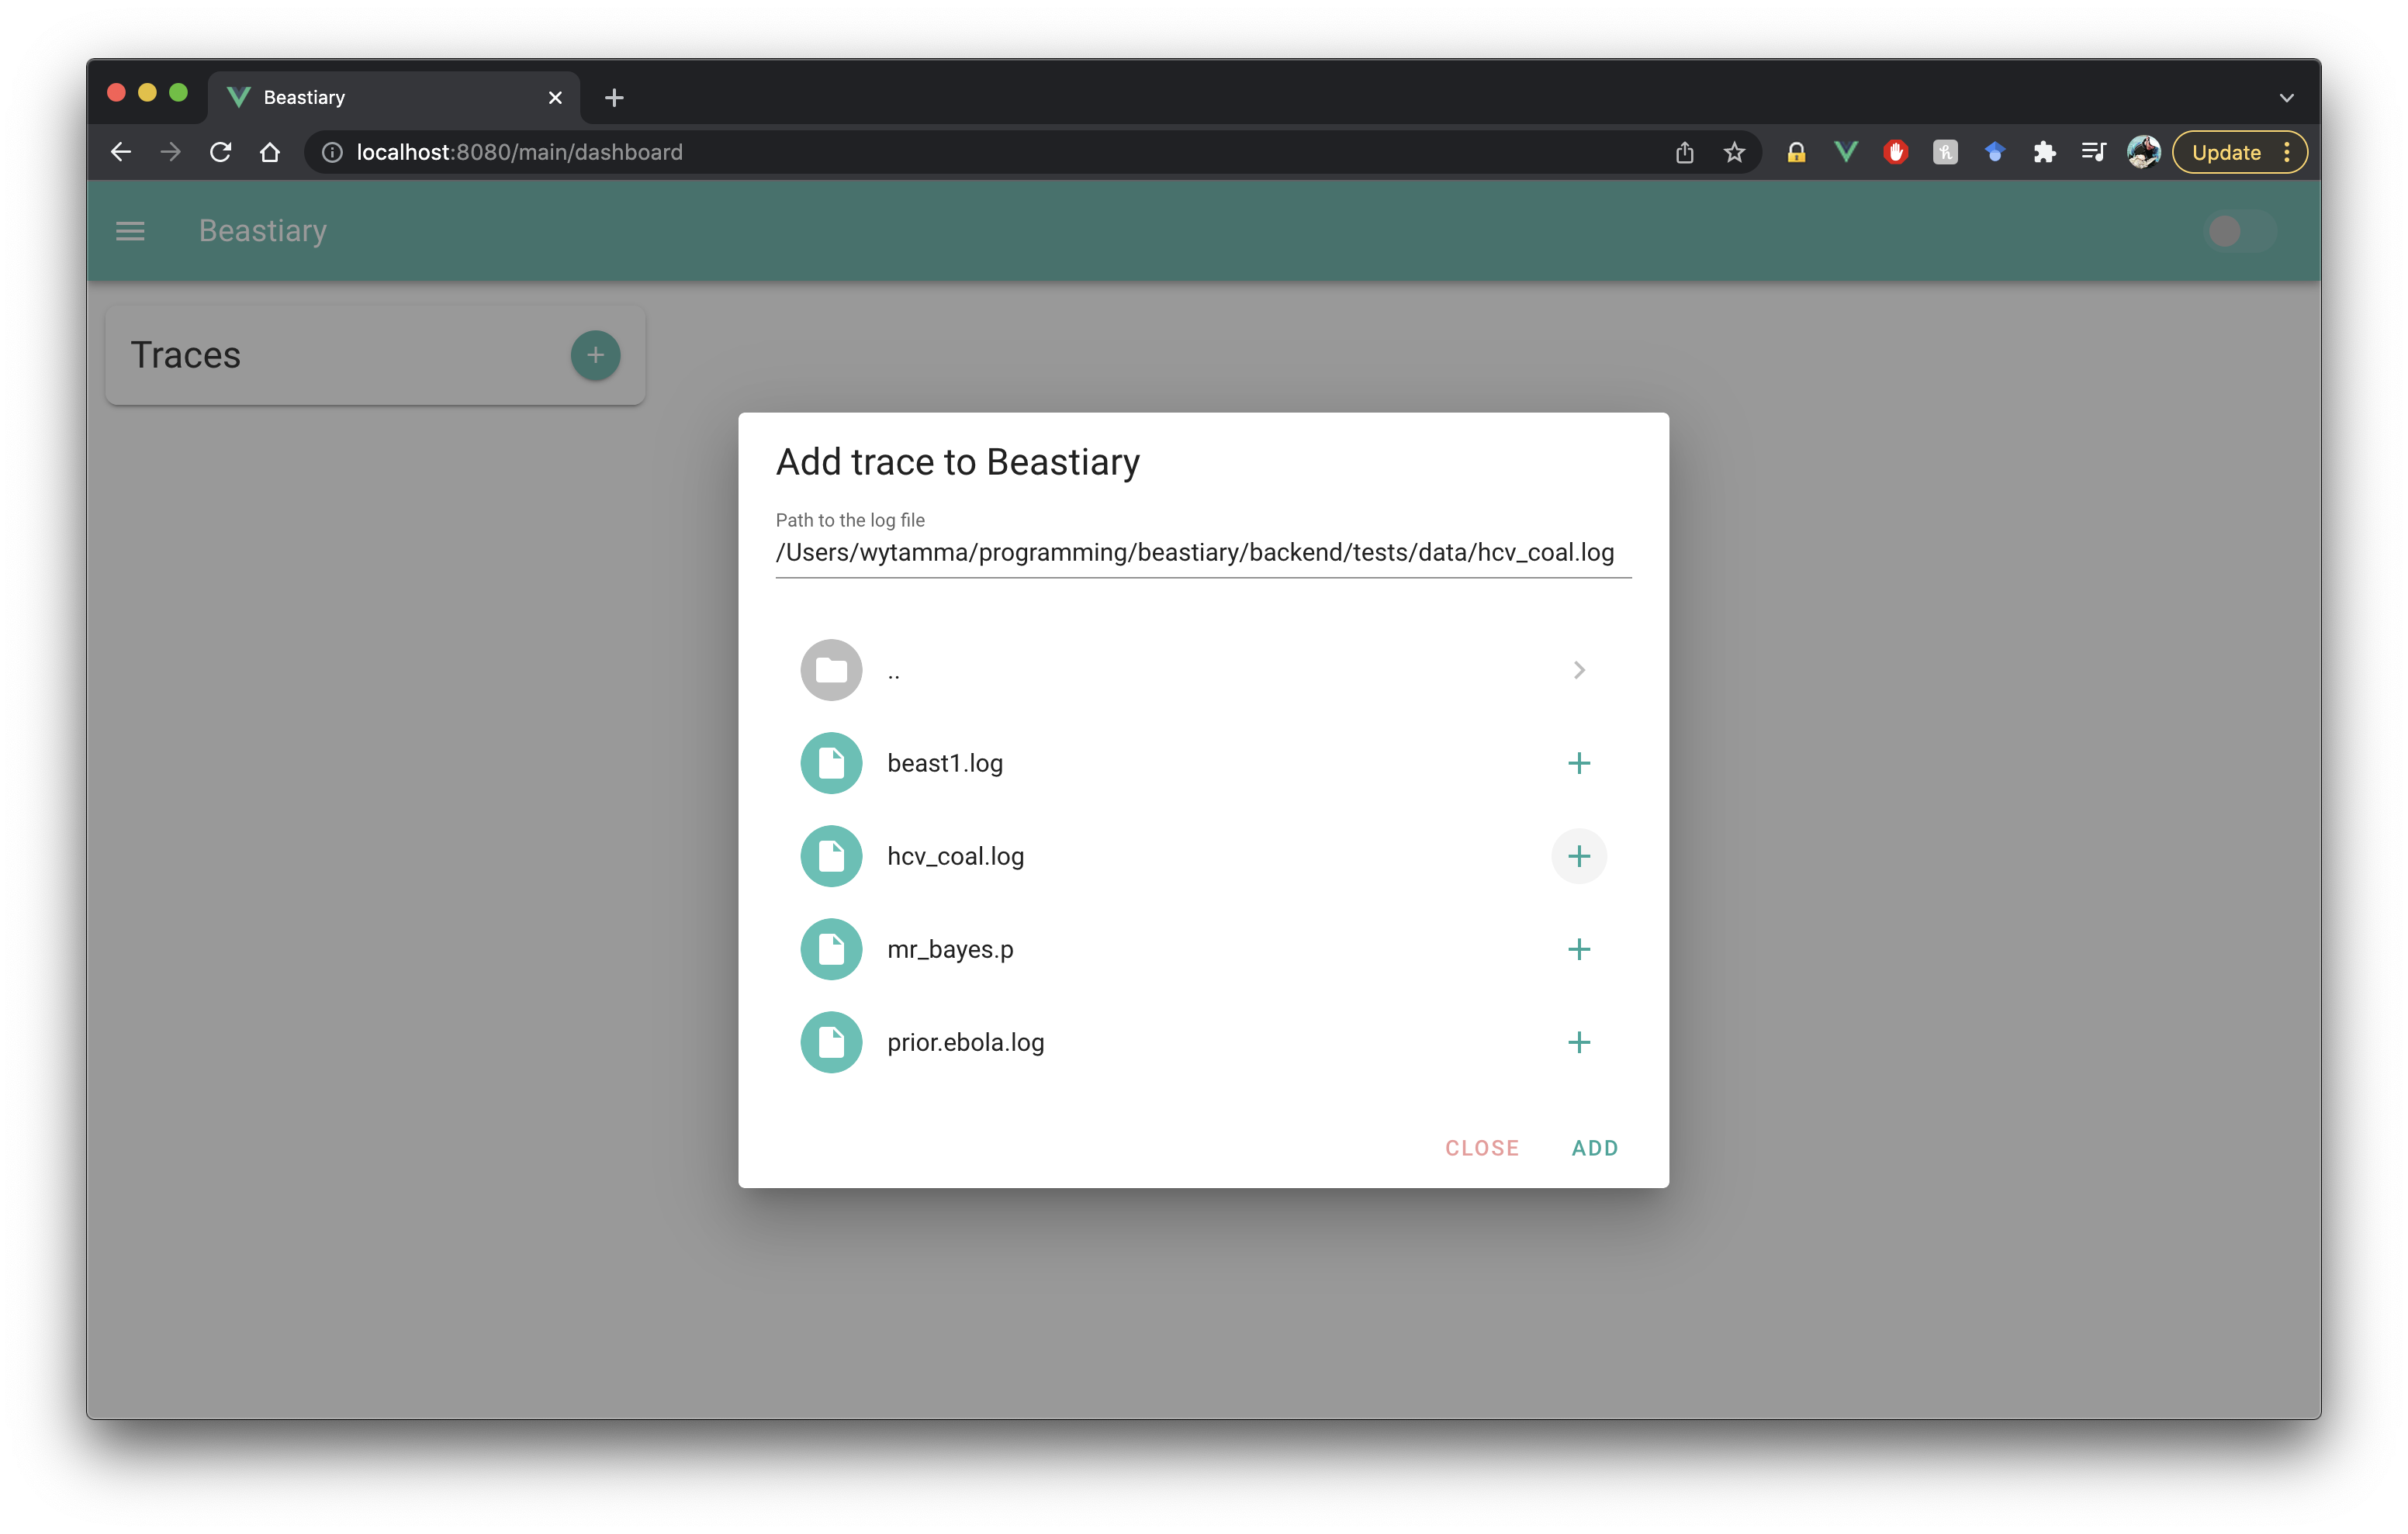 Beastiary
localhost:8080/main/dashboard
Update
Beastiary
Traces
Add trace to Beastiary
Path to the log file
/Users/wytamma/programming/beastiary/backend/tests/data/hcv_coal.log
..
beast1.log
hcv_coal.log
mr_bayes.p
prior.ebola.log
CLOSE ADD